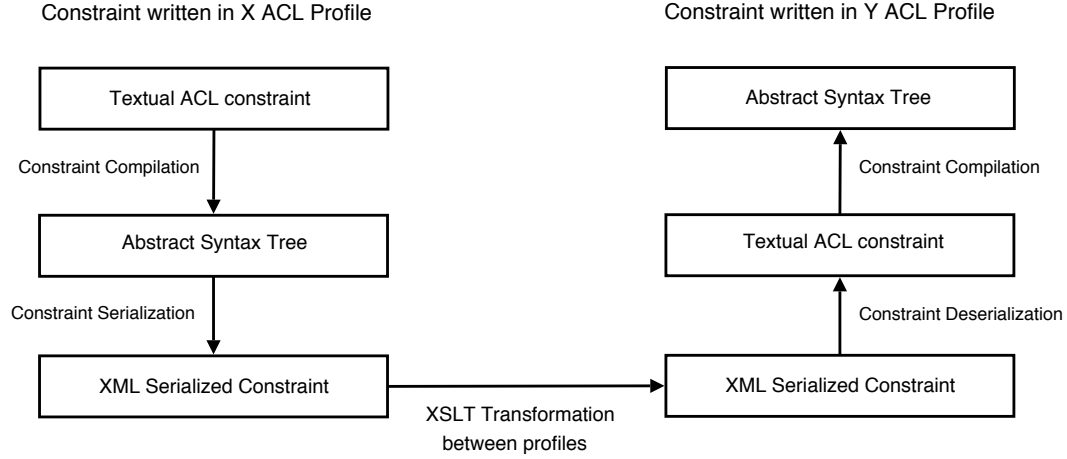 Constraint written in X ACL Profile
Constraint written in Y ACL Profile
Textual ACL constraint
Abstract Syntax Tree
Constraint Compilation
Constraint Compilation
Abstract Syntax Tree
Textual ACL constraint
Constraint Serialization
Constraint Deserialization
XML Serialized Constraint
XML Serialized Constraint
XSLT Transformation
between profiles